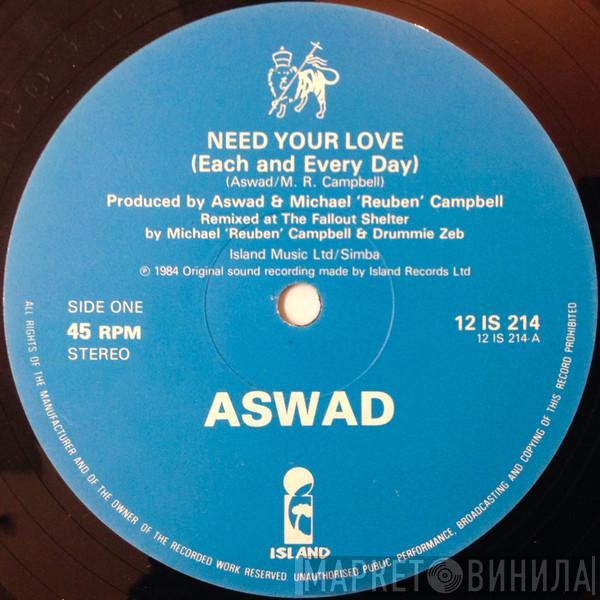 NEED YOUR LOVE
(Each and Every Day)
(Aswad/M. R. Campbell)
Produced by Aswad & Michael 'Reuben' Campbell
Remixed at The Fallout Shelter
by Michael 'Reuben' Campbell & Drummie Zeb
Island Music Ltd/Simba
℗ 1984 Original sound recording made by Island Records Ltd
SIDE ONE
45 RPM
STEREO
12 IS 214
12 IS 214-A
ASWAD
ISLAND
ALL RIGHTS OF THE MANUFACTURER AND OF THE OWNER OF THE RECORDED WORK RESERVED. UNAUTHORISED PUBLIC PERFORMANCE, BROADCASTING AND COPYING OF THIS RECORD PROHIBITED
МАРКЕТ ВИНИЛА